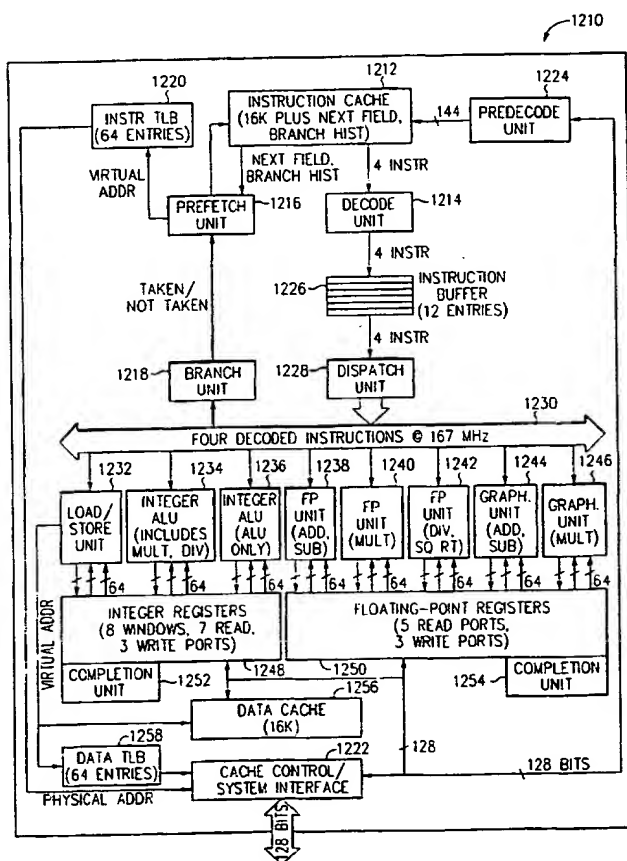 1210
1220
INSTR TLB
(64 ENTRIES)
1212
INSTRUCTION CACHE
(16K PLUS NEXT FIELD,
BRANCH HIST)
144
1224
PREDECODE
UNIT
VIRTUAL
ADDR
NEXT FIELD,
BRANCH HIST
4 INSTR
PREFETCH
UNIT
1216
DECODE
UNIT
1214
4 INSTR
TAKEN/
NOT TAKEN
1226
INSTRUCTION
BUFFER
(12 ENTRIES)
4 INSTR
1218
BRANCH
UNIT
1228
DISPATCH
UNIT
1230
FOUR DECODED INSTRUCTIONS @ 167 MHz
1232
1234
1236
1238
1240
1242
1244
1246
LOAD/
STORE
UNIT
INTEGER
ALU
(INCLUDES
MULT, DIV)
INTEGER
ALU
(ALU
ONLY)
FP
UNIT
(ADD,
SUB)
FP
UNIT
(MULT)
FP
UNIT
(DIV,
SQ RT)
GRAPH.
UNIT
(ADD,
SUB)
GRAPH.
UNIT
(MULT)
64
64
64
64
64
64
64
64
VIRTUAL ADDR
INTEGER REGISTERS
(8 WINDOWS, 7 READ,
3 WRITE PORTS)
1248
FLOATING-POINT REGISTERS
(5 READ PORTS,
3 WRITE PORTS)
1250
COMPLETION UNIT
1252
1254
COMPLETION UNIT
1256
DATA CACHE
(16K)
1258
DATA TLB
(64 ENTRIES)
1222
CACHE CONTROL/
SYSTEM INTERFACE
128
128 BITS
PHYSICAL ADDR
128 BITS